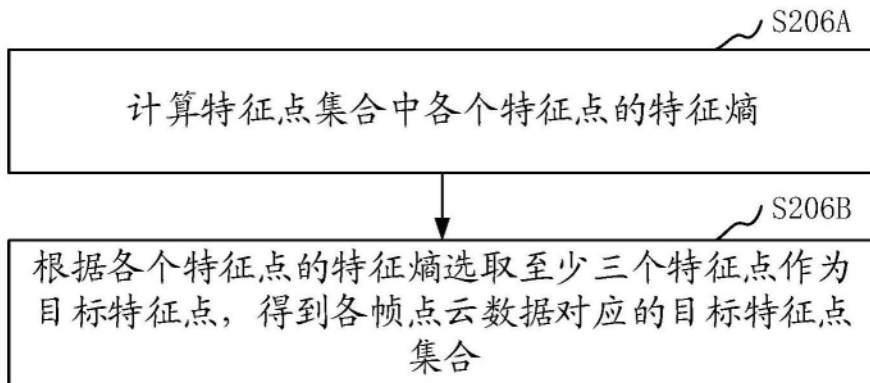 S206A
计算特征点集合中各个特征点的特征熵
S206B
根据各个特征点的特征熵选取至少三个特征点作为
目标特征点，得到各帧点云数据对应的目标特征点
集合